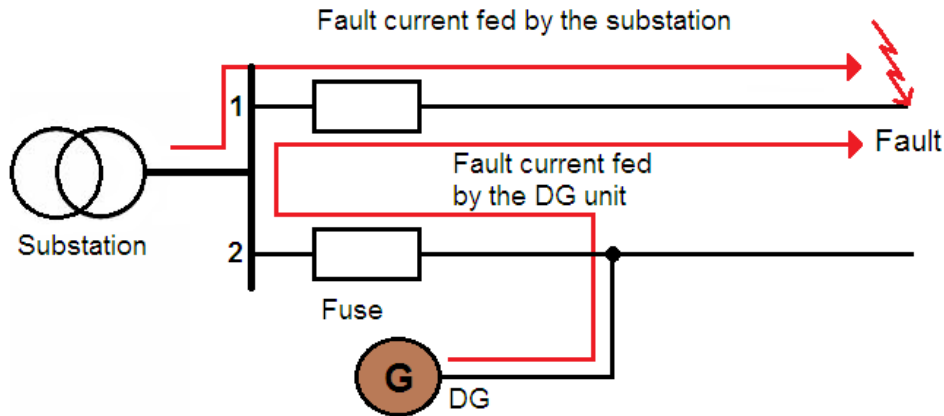 Fault current fed by the substation
1
Fault
Fault current fed
by the DG unit
Substation
2
Fuse
G
DG